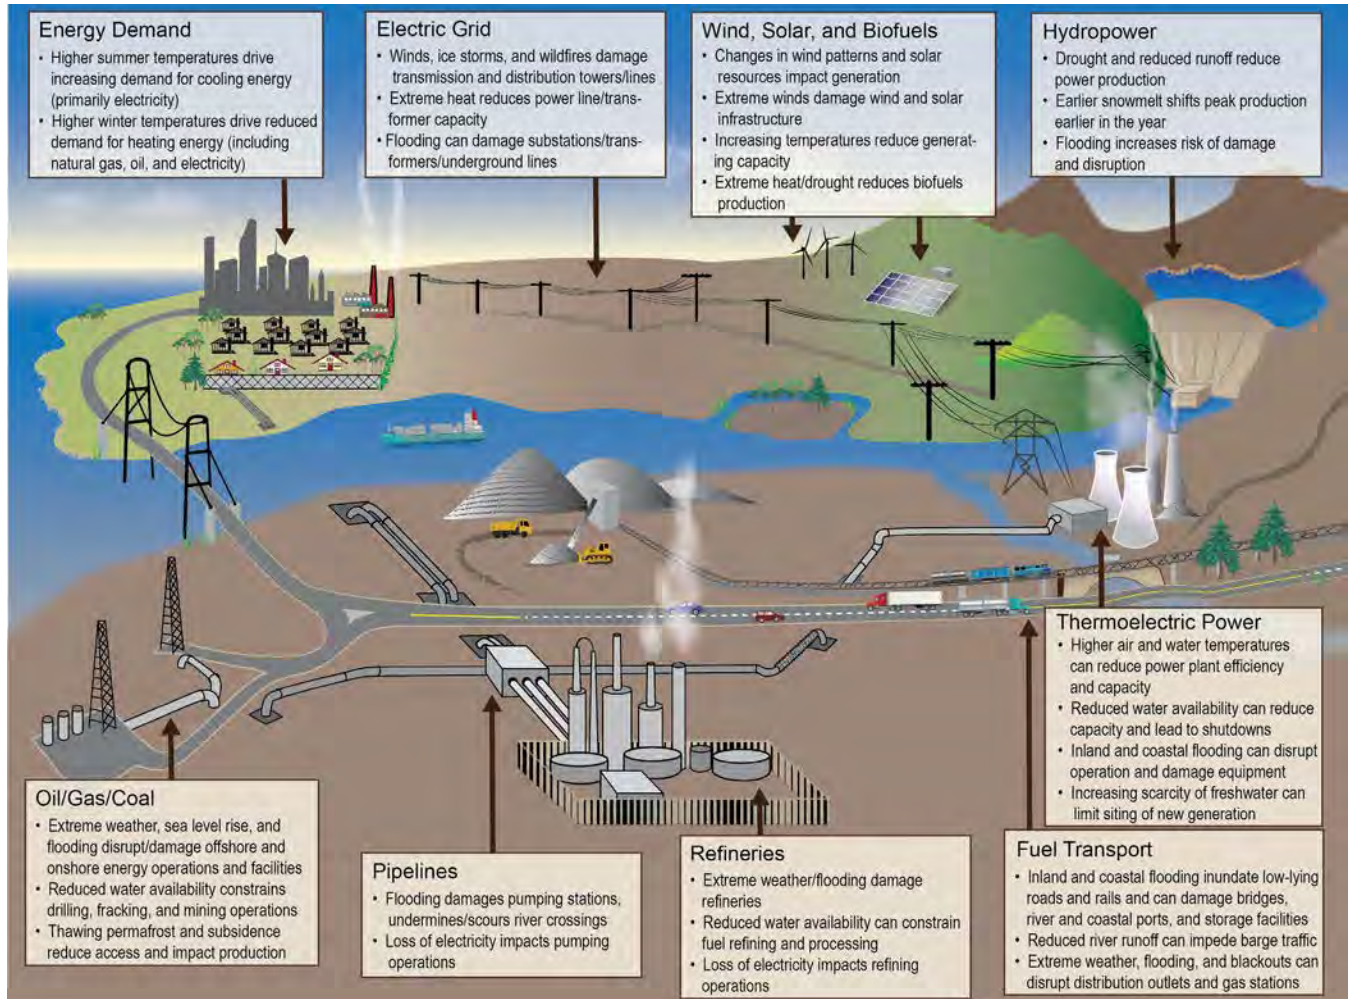 Energy Demand
• Higher summer temperatures drive
increasing demand for cooling energy
(primarily electricity)
• Higher winter temperatures drive reduced
demand for heating energy (including
natural gas, oil, and electricity)
Electric Grid
• Winds, ice storms, and wildfires damage
transmission and distribution towers/lines
• Extreme heat reduces power line/trans-
former capacity
• Flooding can damage substations/trans-
formers/underground lines
Wind, Solar, and Biofuels
• Changes in wind patterns and solar
resources impact generation
• Extreme winds damage wind and solar
infrastructure
• Increasing temperatures reduce generat-
ing capacity
• Extreme heat/drought reduces biofuels
production
Hydropower
• Drought and reduced runoff reduce
power production
• Earlier snowmelt shifts peak production
earlier in the year
• Flooding increases risk of damage
and disruption
Oil/Gas/Coal
• Extreme weather, sea level rise, and
flooding disrupt/damage offshore and
onshore energy operations and facilities
• Reduced water availability constrains
drilling, fracking, and mining operations
• Thawing permafrost and subsidence
reduce access and impact production
Pipelines
• Flooding damages pumping stations,
undermines/scours river crossings
• Loss of electricity impacts pumping
operations
Refineries
• Extreme weather/flooding damage
refineries
• Reduced water availability can constrain
fuel refining and processing
• Loss of electricity impacts refining
operations
Thermoelectric Power
• Higher air and water temperatures
can reduce power plant efficiency
and capacity
• Reduced water availability can reduce
capacity and lead to shutdowns
• Inland and coastal flooding can disrupt
operation and damage equipment
• Increasing scarcity of freshwater can
limit siting of new generation
Fuel Transport
• Inland and coastal flooding inundate low-lying
roads and rails and can damage bridges,
river and coastal ports, and storage facilities
• Reduced river runoff can impede barge traffic
• Extreme weather, flooding, and blackouts can
disrupt distribution outlets and gas stations